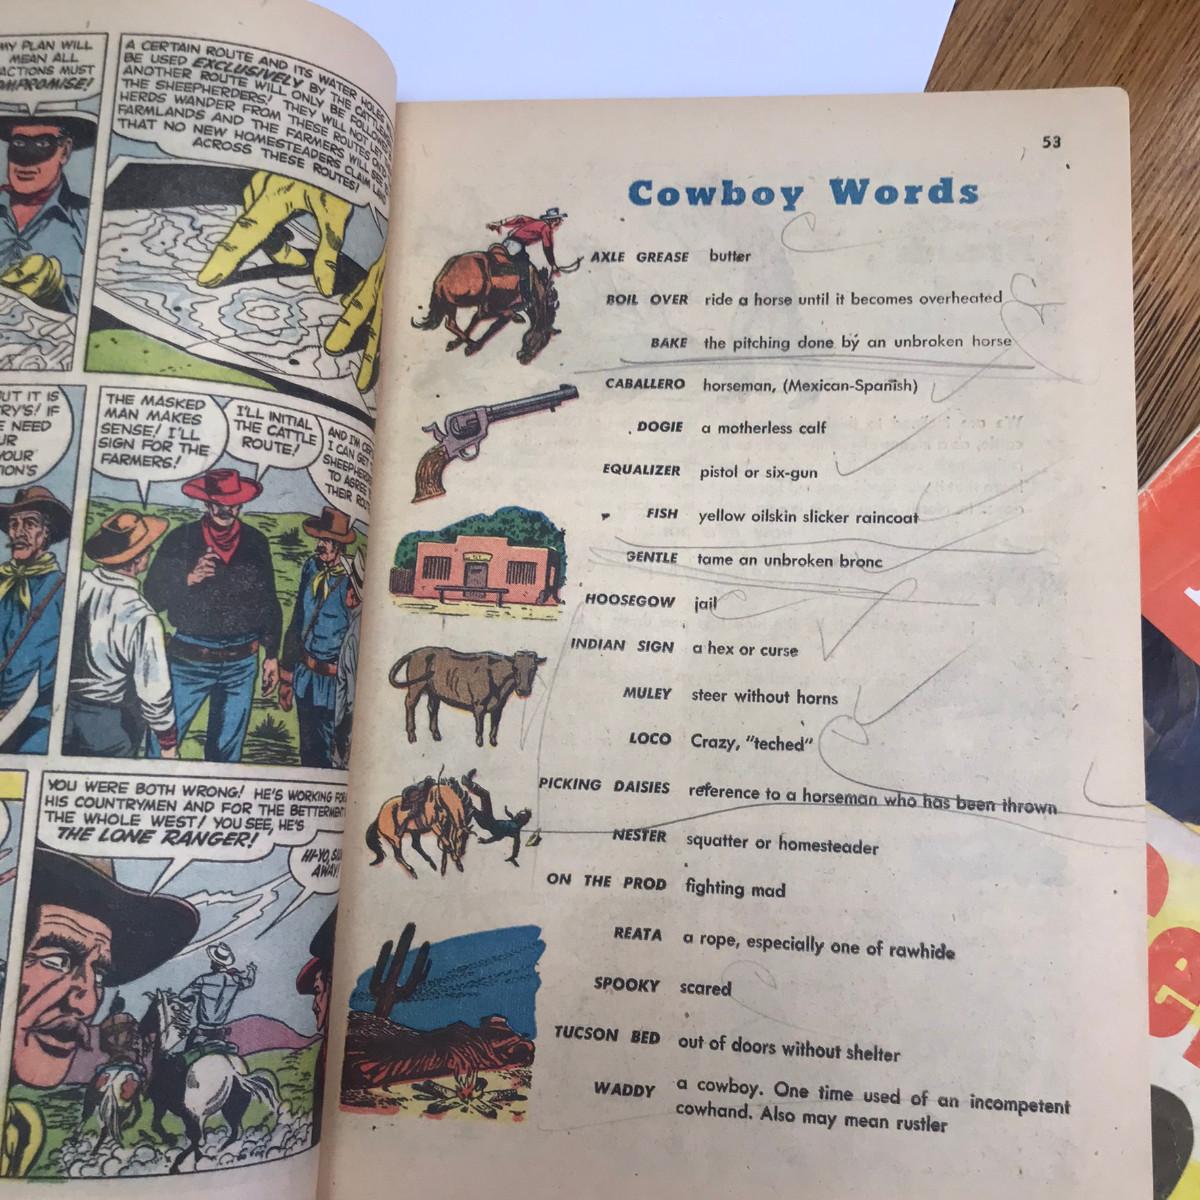 MY PLAN WILL
MEAN ALL
ACTIONS MUST
A CERTAIN ROUTE AND ITS WATER HOLES
BE USED EXCLUSIVELY BY THE CATTLE
ANOTHER ROUTE WILL ONLY BE FOLLOWED
THE SHEEPHERDERS! THEY WILL NOT LET
HERDS WANDER FROM THESE ROUTES ONTO
FARMLANDS AND THE FARMERS WILL SEE
THAT NO NEW HOMESTEADERS CLAIM LAND
ACROSS THESE ROUTES!
BUT IT IS
IF
NEED
THE MASKED
MAN MAKES
SENSE! I'LL
SIGN FOR THE
FARMERS!
I'LL INITIAL
THE CATTLE
ROUTE!
AND I'M
I CAN GET
TO AGREE
THEIR
YOU WERE BOTH WRONG! HE'S WORKING FOR
HIS COUNTRYMEN AND FOR THE BETTERMENT
THE WHOLE WEST! YOU SEE, HE'S
THE LONE RANGER!
HI-YO,
AWAY!
53
Cowboy Words
AXLE GREASE butter
BOIL OVER ride a horse until it becomes overheated
BAKE the pitching done by an unbroken horse
CABALLERO horseman, (Mexican-Spanish)
DOGIE a motherless calf
EQUALIZER pistol or six-gun
FISH yellow oilskin slicker raincoat
GENTLE tame an unbroken bronc
HOOSEGOW jail
INDIAN SIGN a hex or curse
MULEY steer without horns
LOCO Crazy, "teched"
PICKING DAISIES reference to a horseman who has been thrown
NESTER squatter or homesteader
ON THE PROD fighting mad
REATA a rope, especially one of rawhide
SPOOKY scared
TUCSON BED out of doors without shelter
WADDY a cowboy. One time used of an incompetent
cowhand. Also may mean rustler